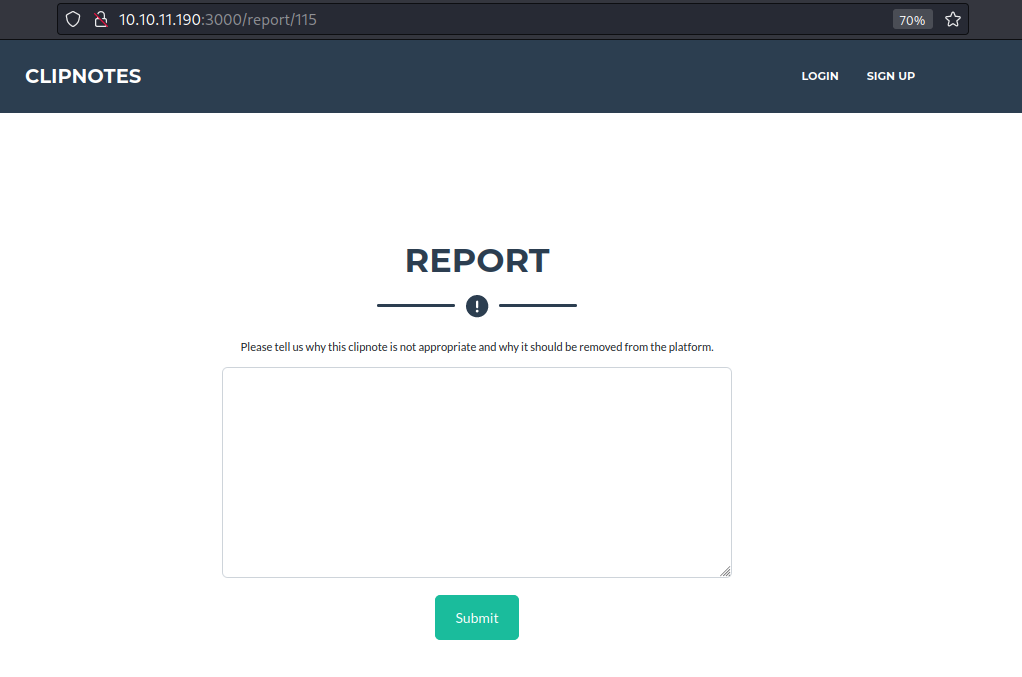 10.10.11.190:3000/report/115 70%
CLIPNOTES LOGIN SIGN UP
REPORT
Please tell us why this clipnote is not appropriate and why it should be removed from the platform.
Submit